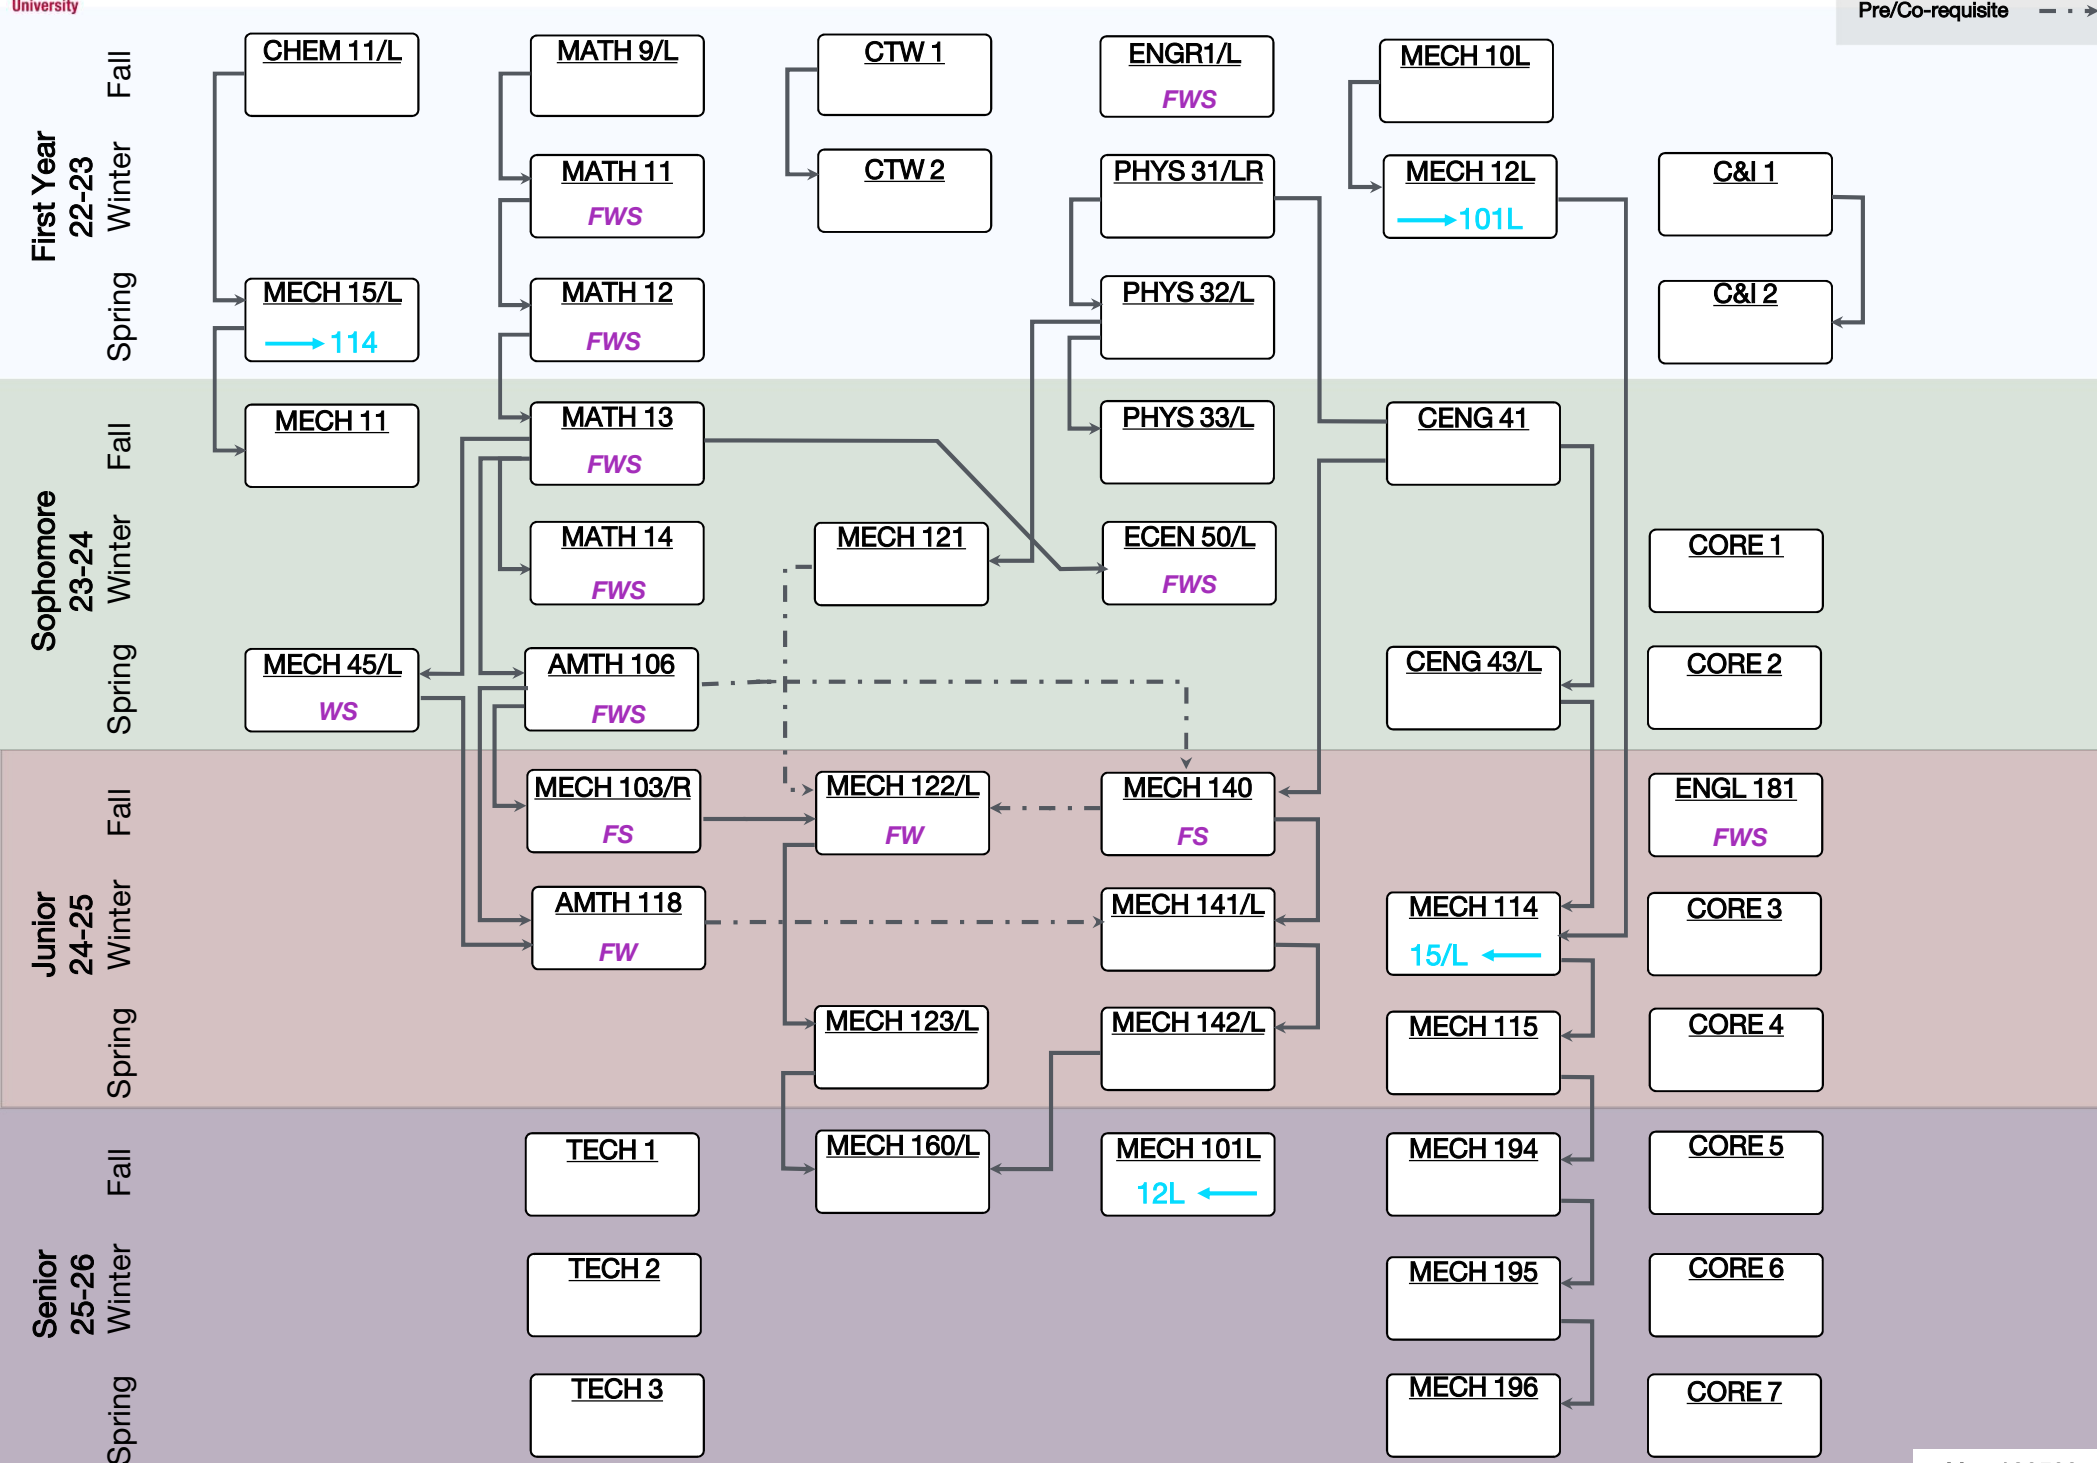 University
Pre/Co-requisite
First Year
22-23
Fall
CHEM 11/L
MATH 9/L
CTW 1
ENGR1/L
FWS
MECH 10L
Winter
MATH 11
FWS
CTW 2
PHYS 31/LR
MECH 12L
101L
C&I 1
Spring
MECH 15/L
114
MATH 12
FWS
PHYS 32/L
C&I 2
Sophomore
23-24
Fall
MECH 11
MATH 13
FWS
PHYS 33/L
CENG 41
Winter
MATH 14
FWS
MECH 121
ECEN 50/L
FWS
CORE 1
Spring
MECH 45/L
WS
AMTH 106
FWS
CENG 43/L
CORE 2
Junior
24-25
Fall
MECH 103/R
FS
MECH 122/L
FW
MECH 140
FS
ENGL 181
FWS
Winter
AMTH 118
FW
MECH 141/L
MECH 114
15/L
CORE 3
Spring
MECH 123/L
MECH 142/L
MECH 115
CORE 4
Senior
25-26
Fall
TECH 1
MECH 160/L
MECH 101L
12L
MECH 194
CORE 5
Winter
TECH 2
MECH 195
CORE 6
Spring
TECH 3
MECH 196
CORE 7